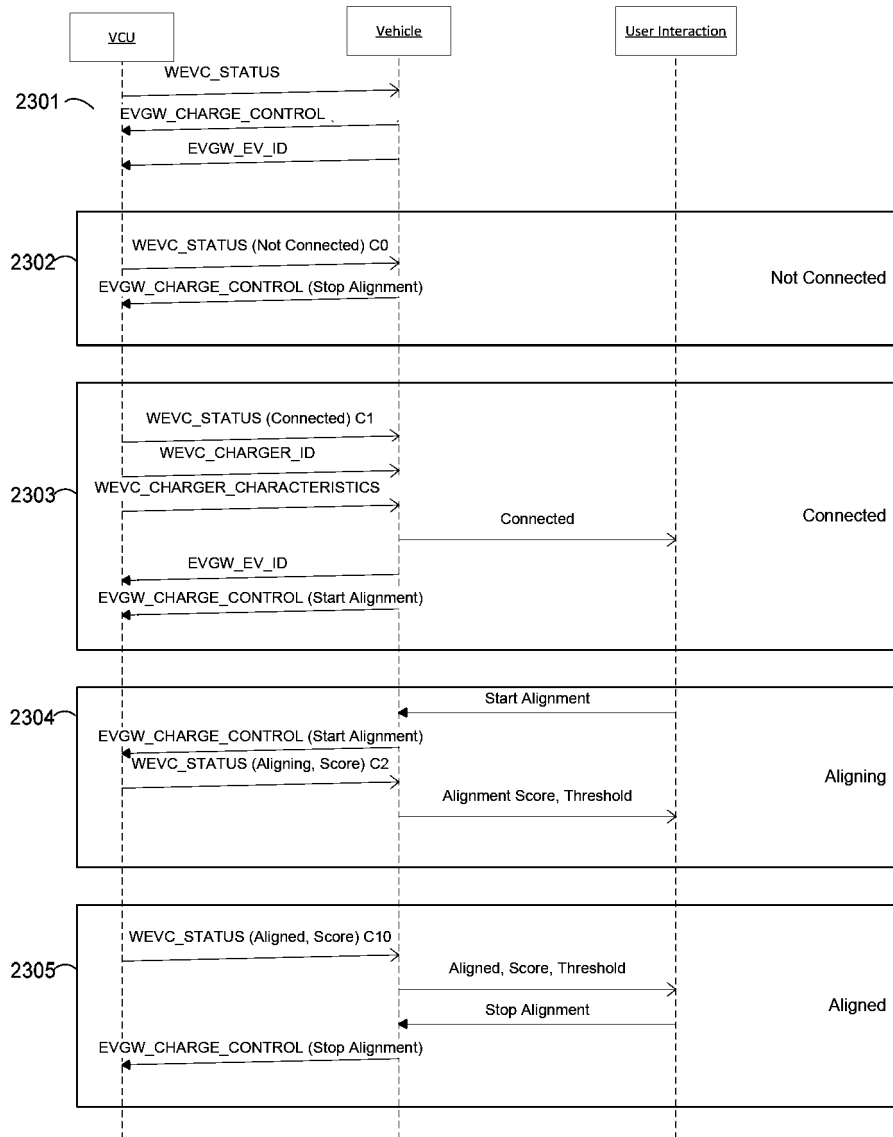 VCU
Vehicle
User Interaction
WEVC_STATUS
2301
EVGW_CHARGE_CONTROL
EVGW_EV_ID
WEVC_STATUS (Not Connected) C0
2302
Not Connected
EVGW_CHARGE_CONTROL (Stop Alignment)
WEVC_STATUS (Connected) C1
WEVC_CHARGER_ID
WEVC_CHARGER_CHARACTERISTICS
2303
Connected
Connected
EVGW_EV_ID
EVGW_CHARGE_CONTROL (Start Alignment)
Start Alignment
2304
EVGW_CHARGE_CONTROL (Start Alignment)
WEVC_STATUS (Aligning, Score) C2
Aligning
Alignment Score, Threshold
WEVC_STATUS (Aligned, Score) C10
2305
Aligned, Score, Threshold
Aligned
Stop Alignment
EVGW_CHARGE_CONTROL (Stop Alignment)